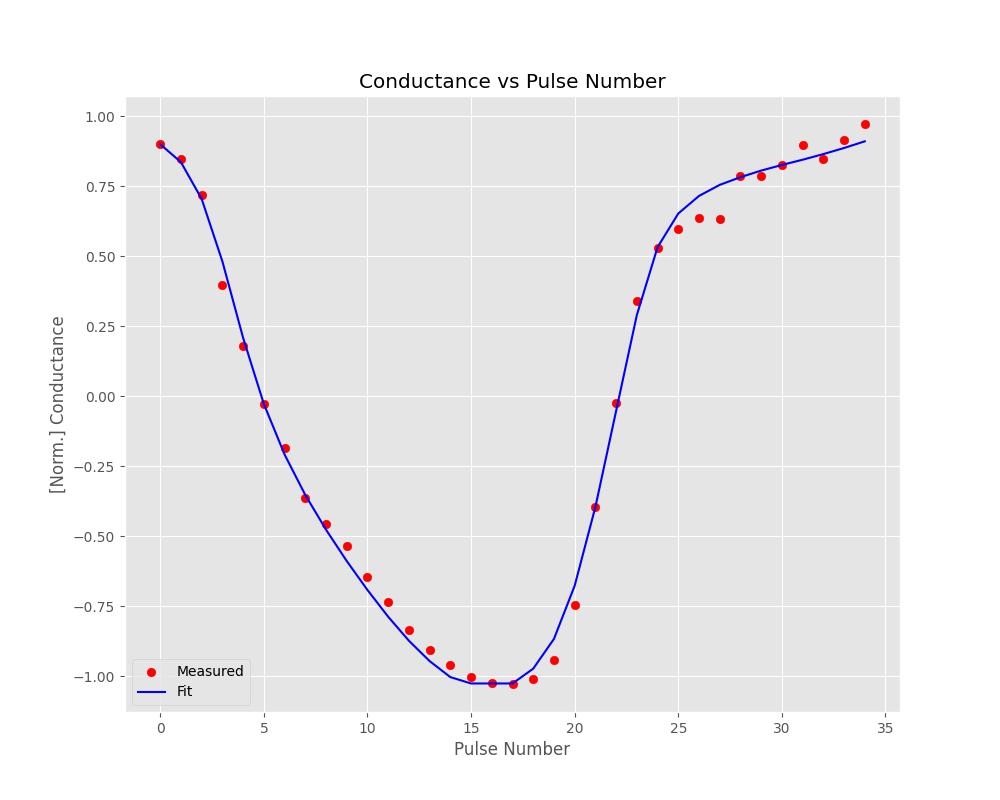 Conductance vs Pulse Number
[Norm.] Conductance
1.00
0.75
0.50
0.25
0.00
−0.25
−0.50
−0.75
−1.00
Measured
Fit
0 5 10 15 20 25 30 35
Pulse Number